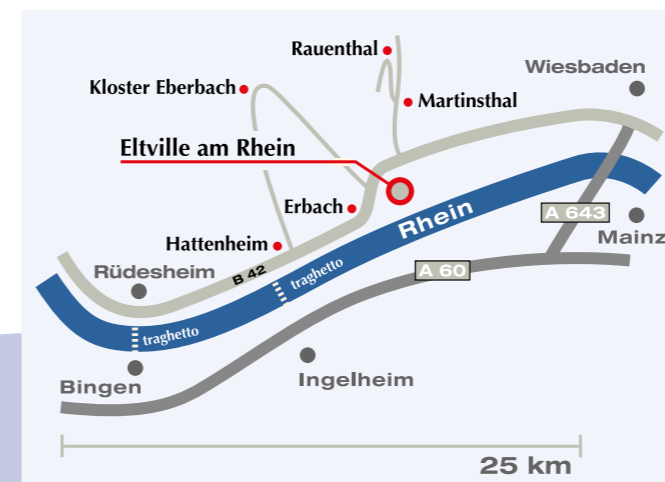 Rauenthal
Wiesbaden
Kloster Eberbach
Martinsthal
Eltville am Rhein
Erbach
Rhein
A 643
Mainz
Hattenheim
B 42
Rüdesheim
A 60
traghetto
traghetto
Bingen
Ingelheim
25 km